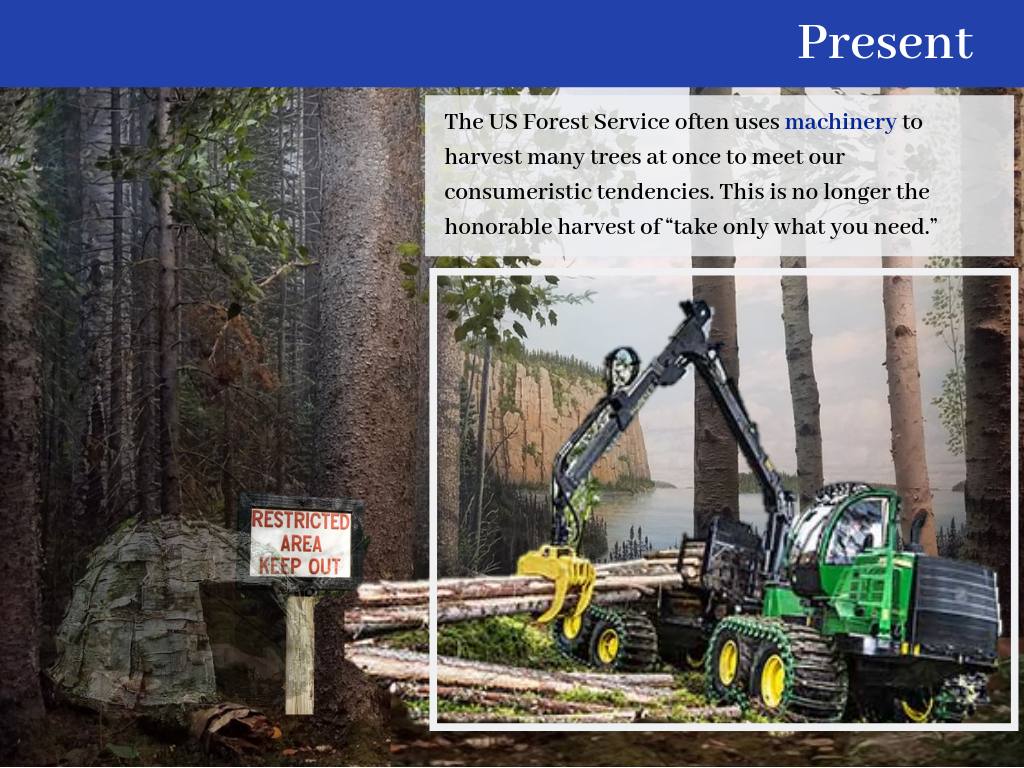 Present
The US Forest Service often uses machinery to
harvest many trees at once to meet our
consumeristic tendencies. This is no longer the
honorable harvest of “take only what you need.”
RESTRICTED
AREA
KEEP OUT